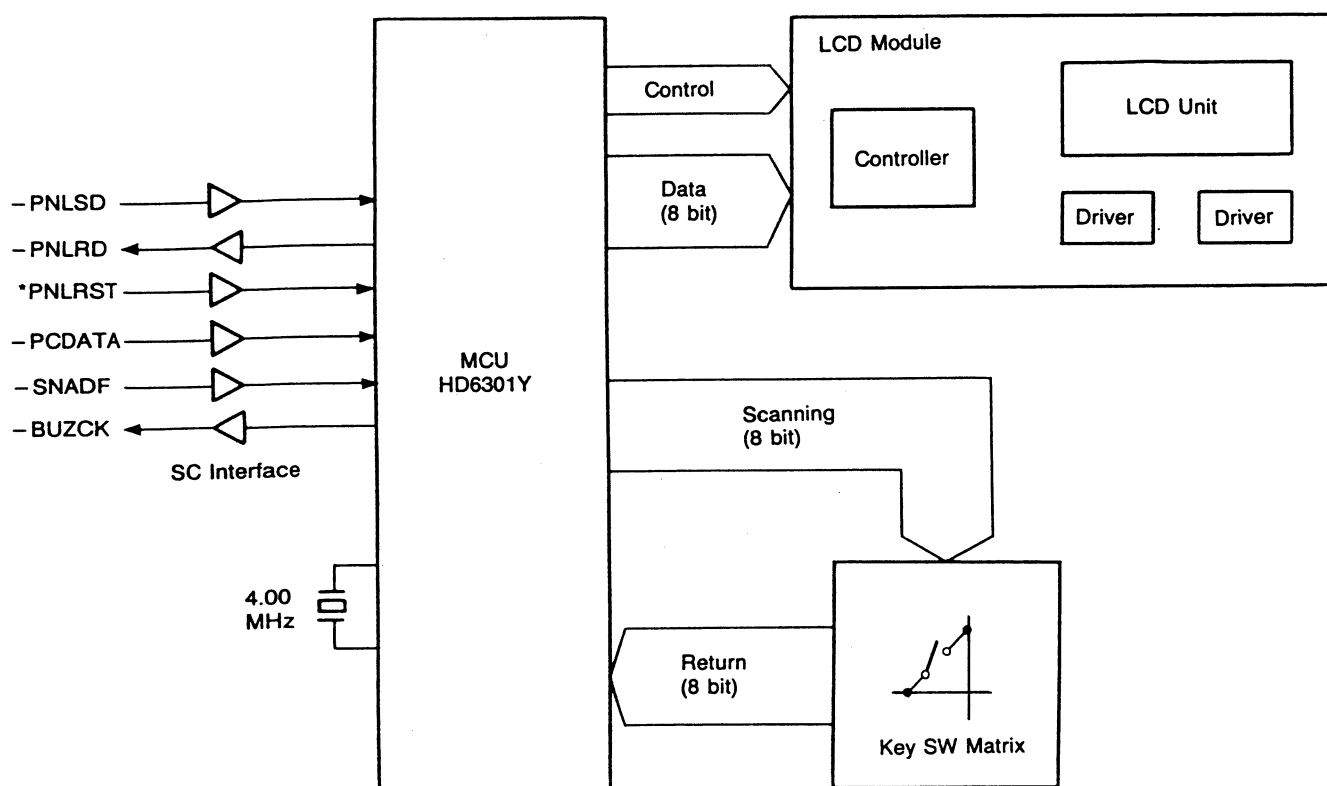 LCD Module
Control
LCD Unit
Controller
Data
(8 bit)
Driver
Driver
-PNLSD
-PNLRD
*PNLRST
-PCDATA
-SNADF
-BUZCK
SC Interface
MCU
HD6301Y
Scanning
(8 bit)
4.00
MHz
Return
(8 bit)
Key SW Matrix